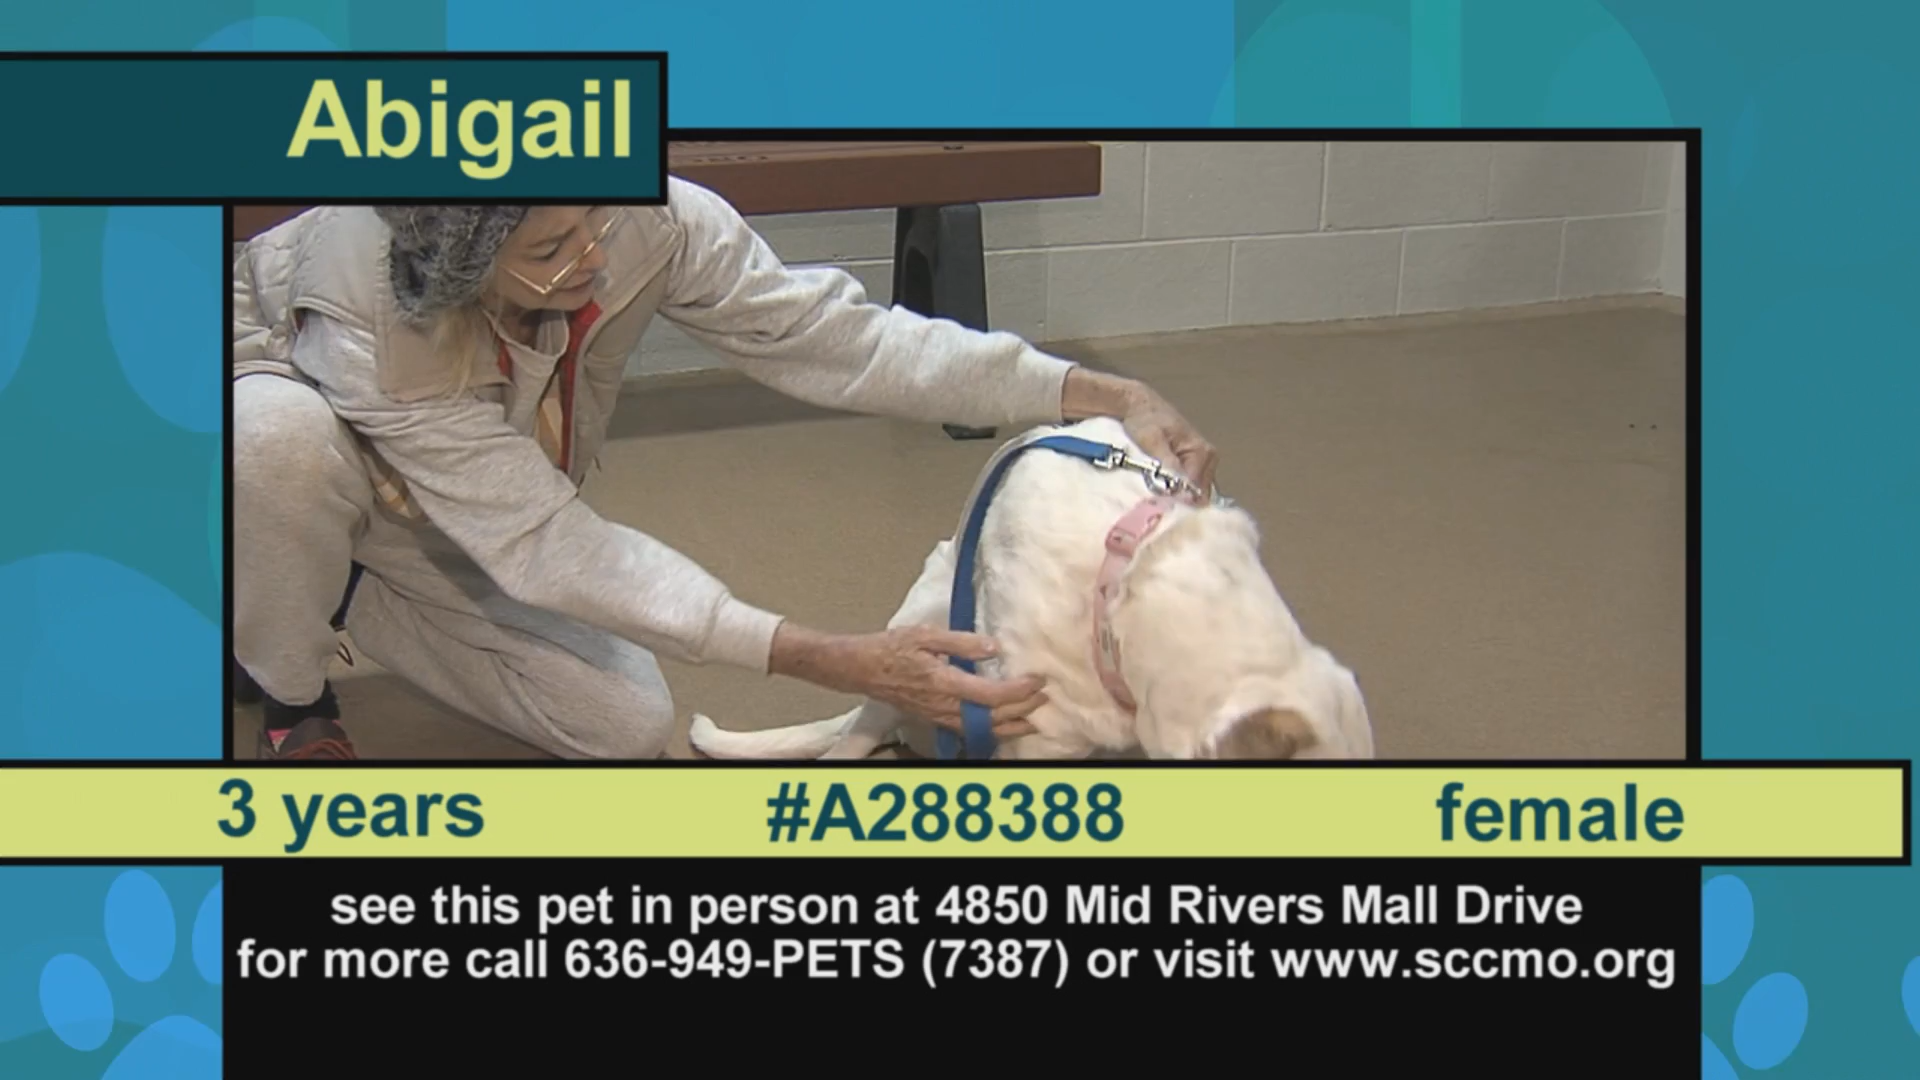 Abigail
3 years #A288388 female
see this pet in person at 4850 Mid Rivers Mall Drive
for more call 636-949-PETS (7387) or visit www.sccmo.org